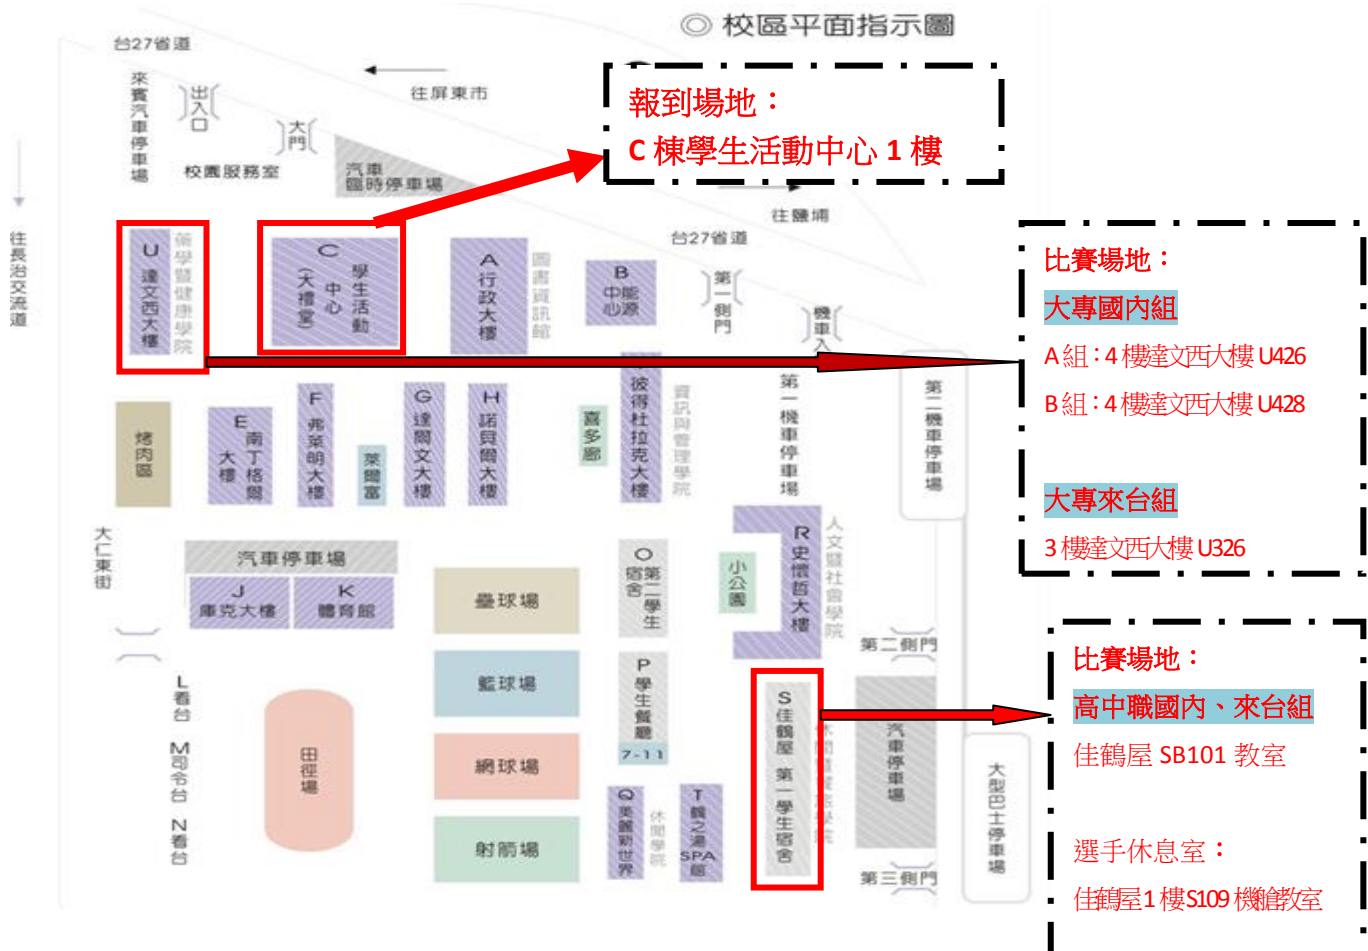 ◎ 校區平面指示圖
台27省道
往屏東市
來賓汽車停車場
出入口
大門
校園服務室
汽車
臨時停車場
報到場地：
C 棟學生活動中心 1 樓
往鹽埔
台27省道
往長治交流道
U 達文西大樓
藥學暨健康學院
C
學生活動
中心
(大禮堂)
A 行政大樓
圖書資訊館
B
能源
中心
第一側門
機車入
比賽場地：
大專國內組
A 組：4 樓達文西大樓 U426
B 組：4 樓達文西大樓 U428
大專來台組
3 樓達文西大樓 U326
烤肉區
E
南丁格爾
大樓
F 弗萊明大樓
萊爾富
G 達爾文大樓
H 諾貝爾大樓
喜多廊
彼得杜拉克大樓
資訊與管理學院
第一機車停車場
第二機車停車場
大仁東街
汽車停車場
J
庫克大樓
K
體育館
壘球場
O
第二學生
宿舍
小公園
R 史懷哲大樓
人文暨社會學院
第二側門
L看台
M司令台
N看台
田徑場
籃球場
網球場
射箭場
P 學生餐廳
7-11
Q 美麗新世界
休閒學院
T
鶴之湯
SPA
館
S 佳鶴屋 第一學生宿舍
休閒暨餐旅學院
汽車停車場
第三側門
大型巴士停車場
比賽場地：
高中職國內、來台組
佳鶴屋 SB101 教室
選手休息室：
佳鶴屋1樓S109 機艙教室